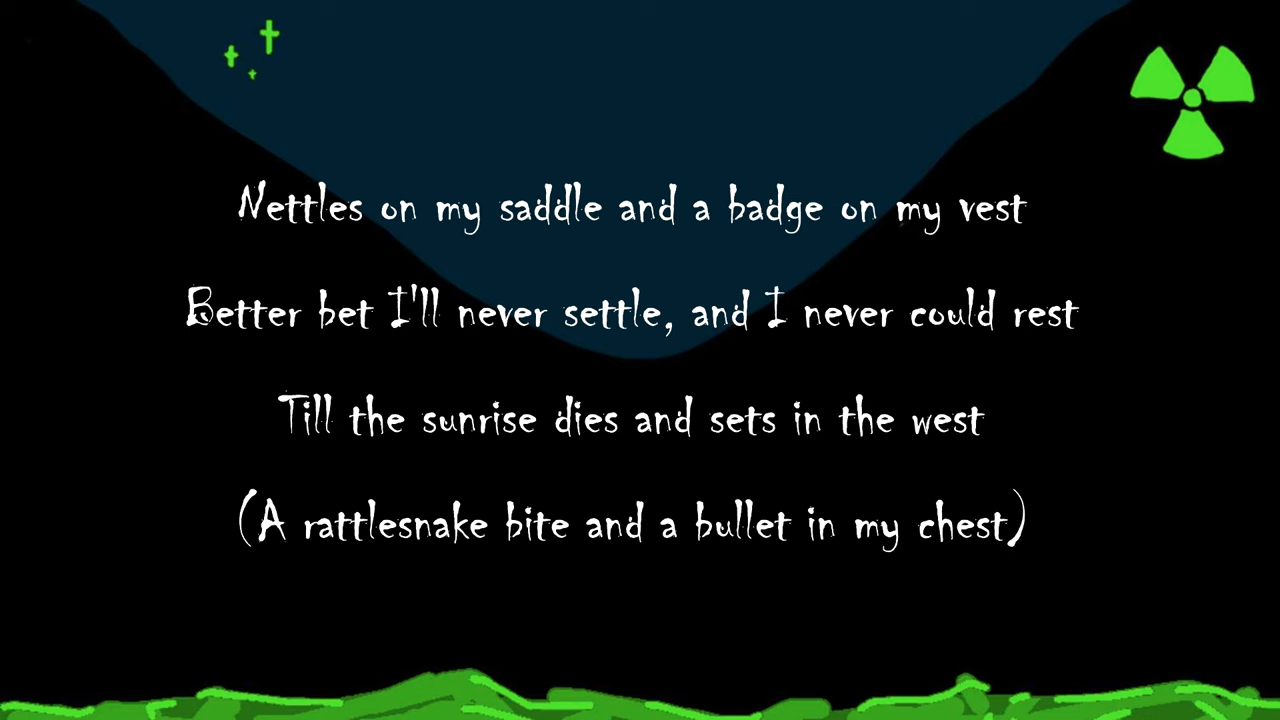 Nettles on my saddle and a badge on my vest
Better bet I'll never settle, and I never could rest
Till the sunrise dies and sets in the west
(A rattlesnake bite and a bullet in my chest)